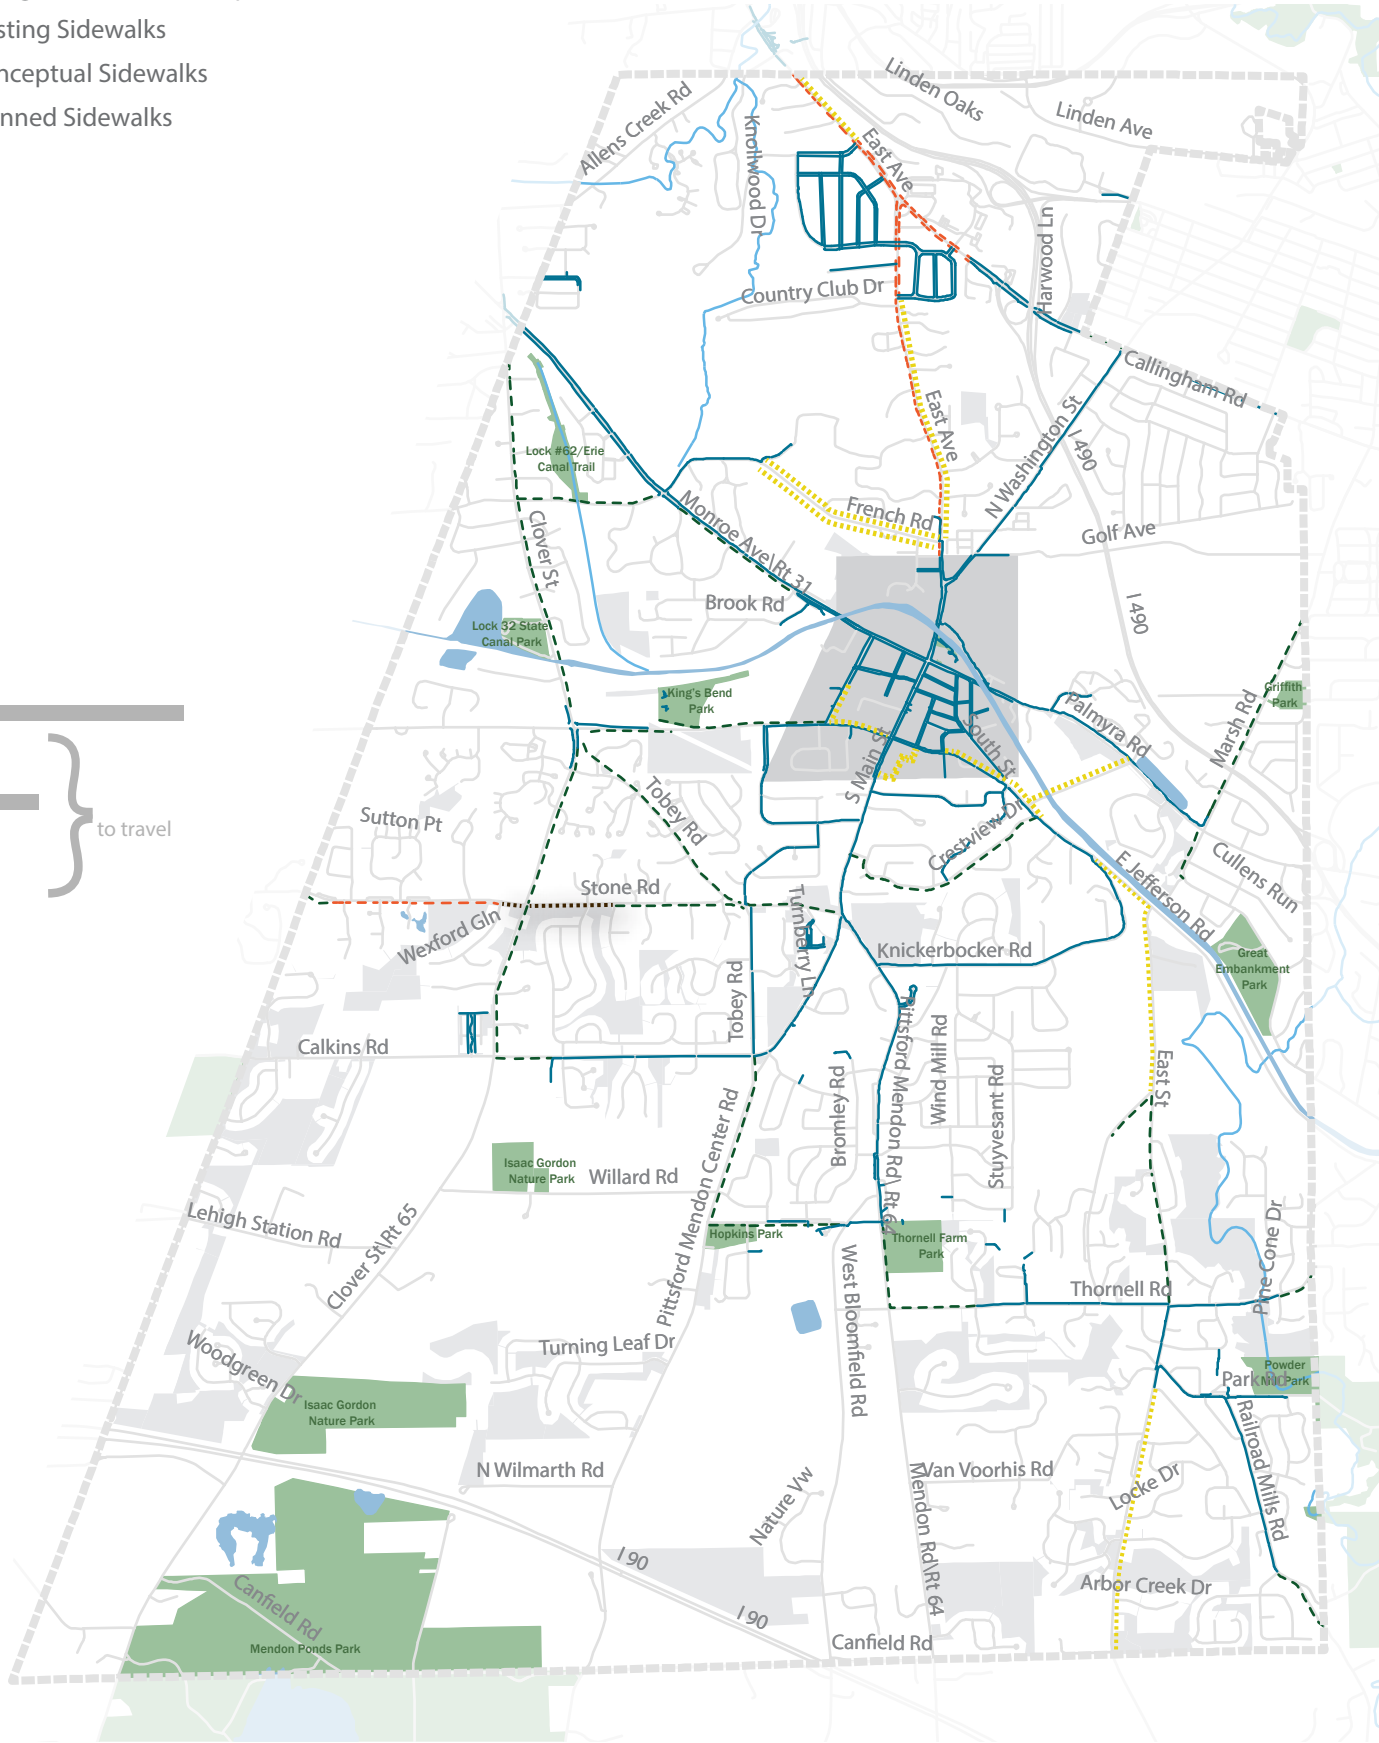 sting Sidewalks
nceptual Sidewalks
nned Sidewalks
to travel
Linden Oaks
Linden Ave
Allens Creek Rd
Knollwood Dr
East Ave
Harwood Ln
Country Club Dr
Callingham Rd
East Ave
N Washington St
I 490
Lock #62/Erie
Canal Trail
Clover St
Monroe Ave\Rt 31
French Rd
Golf Ave
Brook Rd
I 490
Lock 32 State
Canal Park
King's Bend
Park
Griffith
Park
Marsh Rd
Palmyra Rd
South St
S Main St
Tobey Rd
Sutton Pt
Crestview Dr
E Jefferson Rd
Cullens Run
Stone Rd
Wexford Gln
Turnberry Ln
Knickerbocker Rd
Great
Embankment
Park
Tobey Rd
Calkins Rd
Pittsford Mendon Rd\ Rt 64
Wind Mill Rd
Stuyvesant Rd
Bromley Rd
East St
Isaac Gordon
Nature Park
Willard Rd
Pittsford Mendon Center Rd
Lehigh Station Rd
Clover St\Rt 65
Hopkins Park
Thornell Farm
Park
West Bloomfield Rd
Thornell Rd
Pine Cone Dr
Turning Leaf Dr
Woodgreen Dr
Powder
Mill Park
Park Rd
Isaac Gordon
Nature Park
Railroad Mills Rd
N Wilmarth Rd
Nature Vw
Van Voorhis Rd
Locke Dr
Mendon Rd\Rt 64
I 90
I 90
Arbor Creek Dr
Canfield Rd
Canfield Rd
Mendon Ponds Park